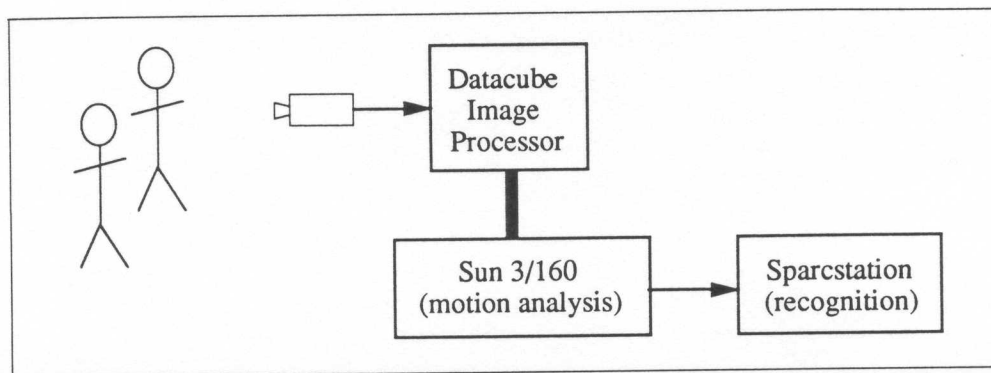 Datacube
Image
Processor
Sun 3/160
(motion analysis)
Sparcstation
(recognition)